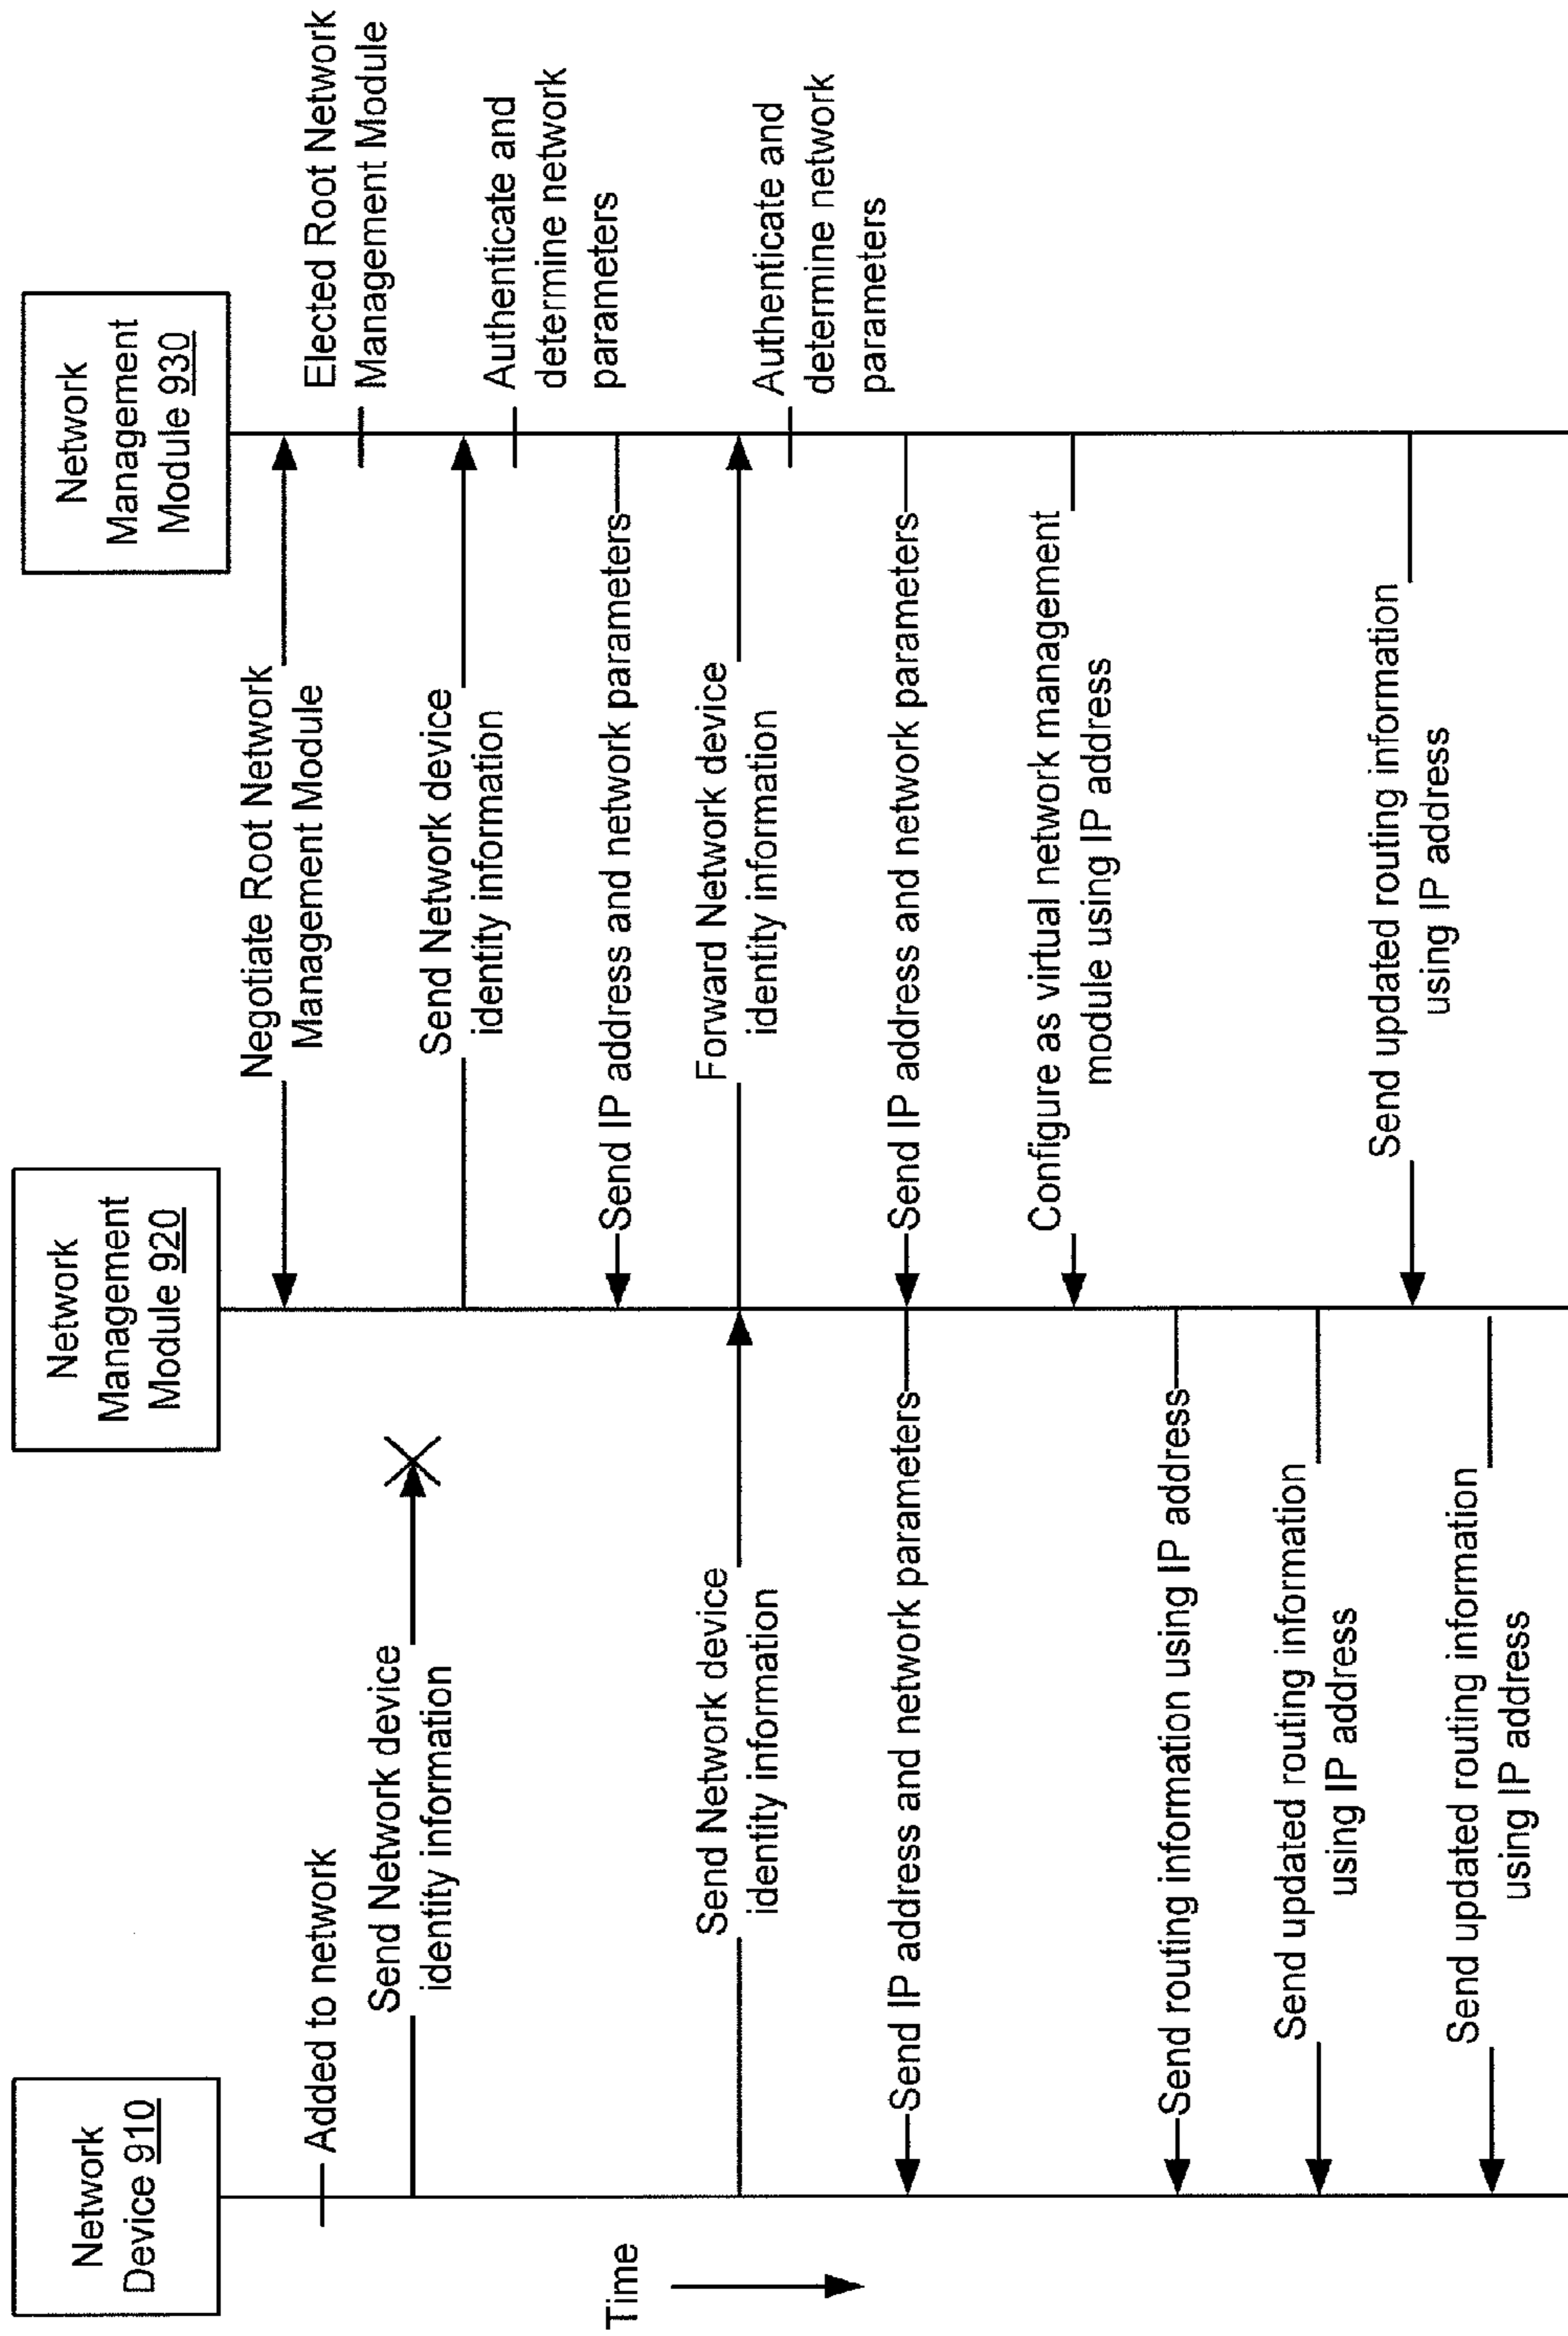 Network
Device 910
Network
Management
Module 920
Network
Management
Module 930
Time
Negotiate Root Network
Management Module
Added to network
Elected Root Network
Management Module
Send Network device
identity information
Send Network device
identity information
Authenticate and
determine network
parameters
Send IP address and network parameters
Send Network device
identity information
Forward Network device
identity information
Authenticate and
determine network
parameters
Send IP address and network parameters
Send IP address and network parameters
Configure as virtual network management
module using IP address
Send routing information using IP address
Send updated routing information
using IP address
Send updated routing information
using IP address
Send updated routing information
using IP address